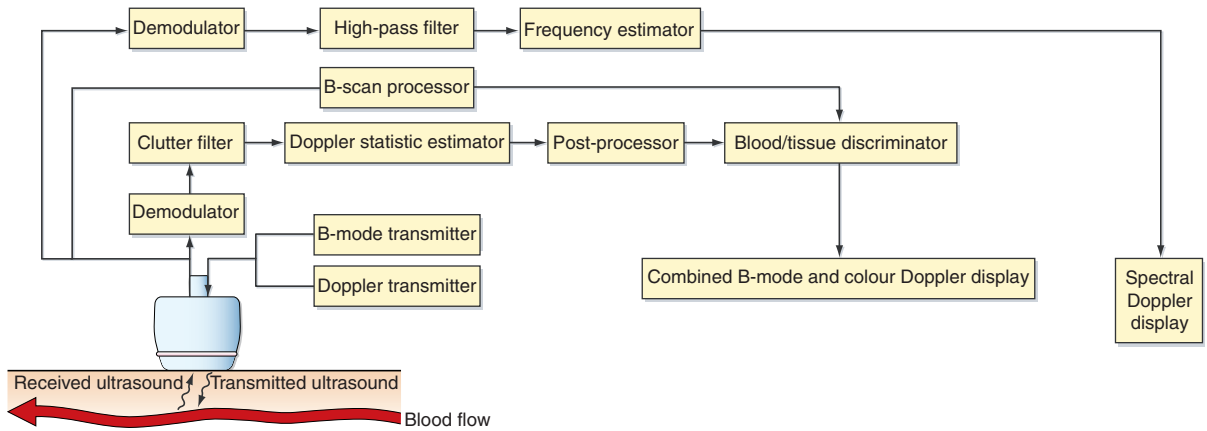 Demodulator
High-pass filter
Frequency estimator
B-scan processor
Clutter filter
Doppler statistic estimator
Post-processor
Blood/tissue discriminator
Demodulator
B-mode transmitter
Doppler transmitter
Combined B-mode and colour Doppler display
Spectral
Doppler
display
Received ultrasound
Transmitted ultrasound
Blood flow